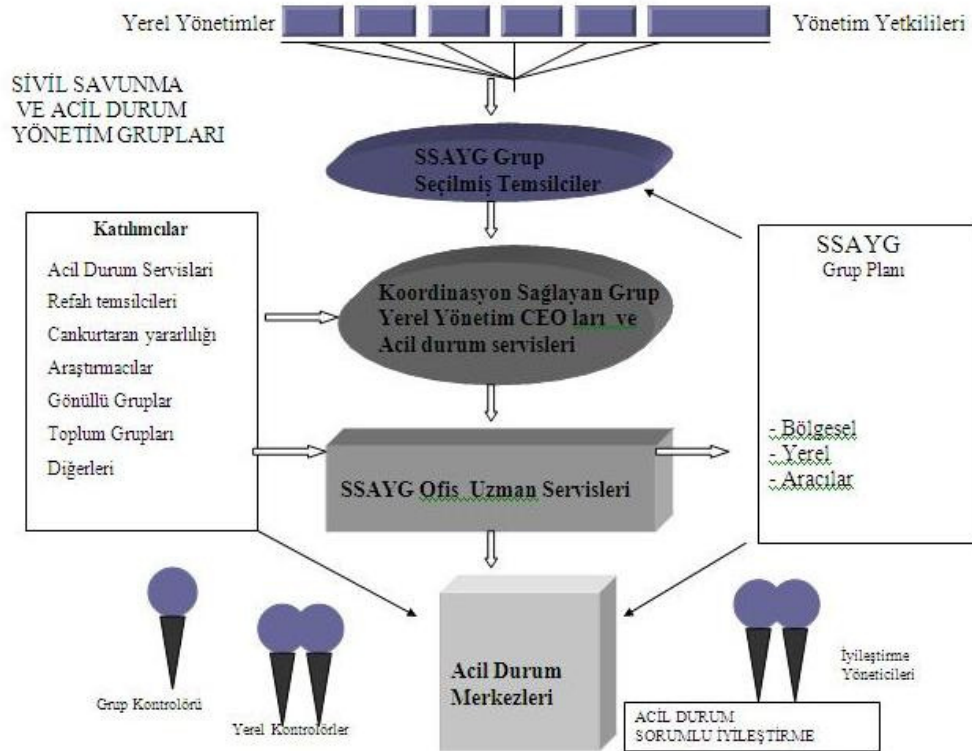 Yerel Yönetimler
Yönetim Yetkilileri
SİVİL SAVUNMA
VE ACİL DURUM
YÖNETİM GRUPLARI
SSAYG Grup
Seçilmiş Temsilciler
Katılımcılar
Acil Durum Servislari
Refah temsilcileri
Cankurtaran yararlılığı
Araştırmacılar
Gönüllü Gruplar
Toplum Grupları
Diğerleri
Koordinasyon Sağlayan Grup
Yerel Yönetim CEO ları ve
Acil durum servisleri
SSAYG
Grup Planı
- Bölgesel
- Yerel
- Aracılar
SSAYG Ofis Uzman Servisleri
Acil Durum
Merkezleri
Grup Kontrolörü
Yerel Kontrolörler
İyileştirme
Yöneticileri
ACİL DURUM
SORUMLU İYİLEŞTİRME